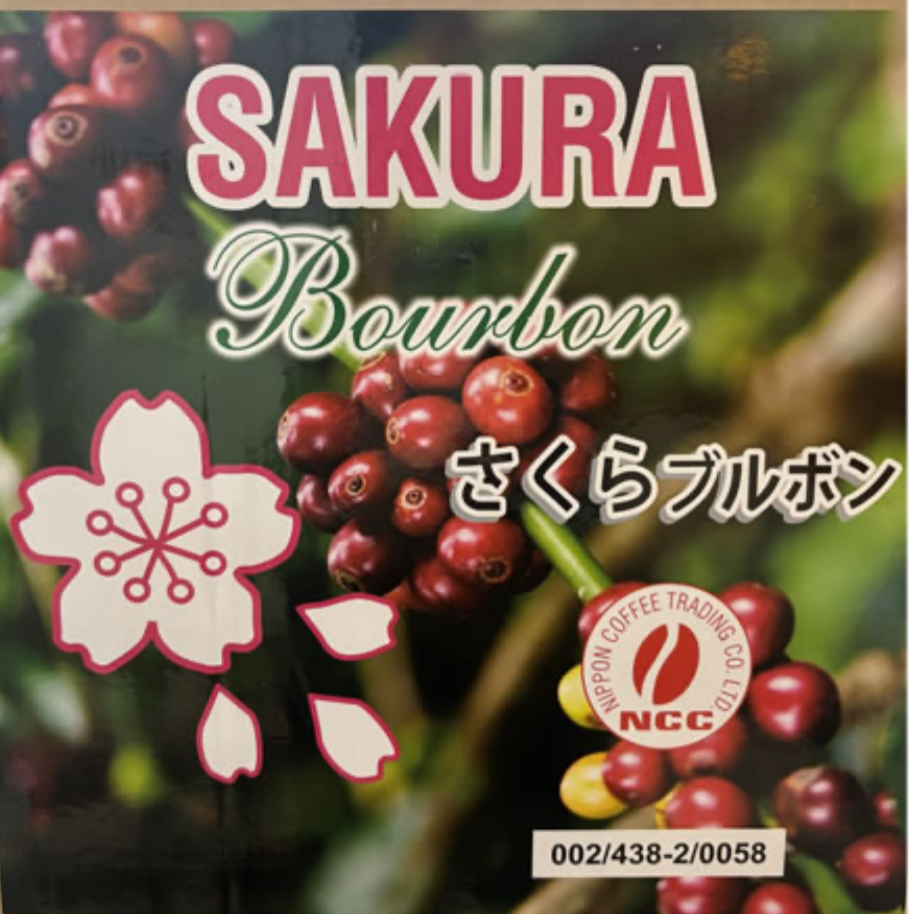 SAKURA
Bourbon
さくらブルボン
NIPPON COFFEE TRADING CO. LTD.
NCC
002/438-2/0058